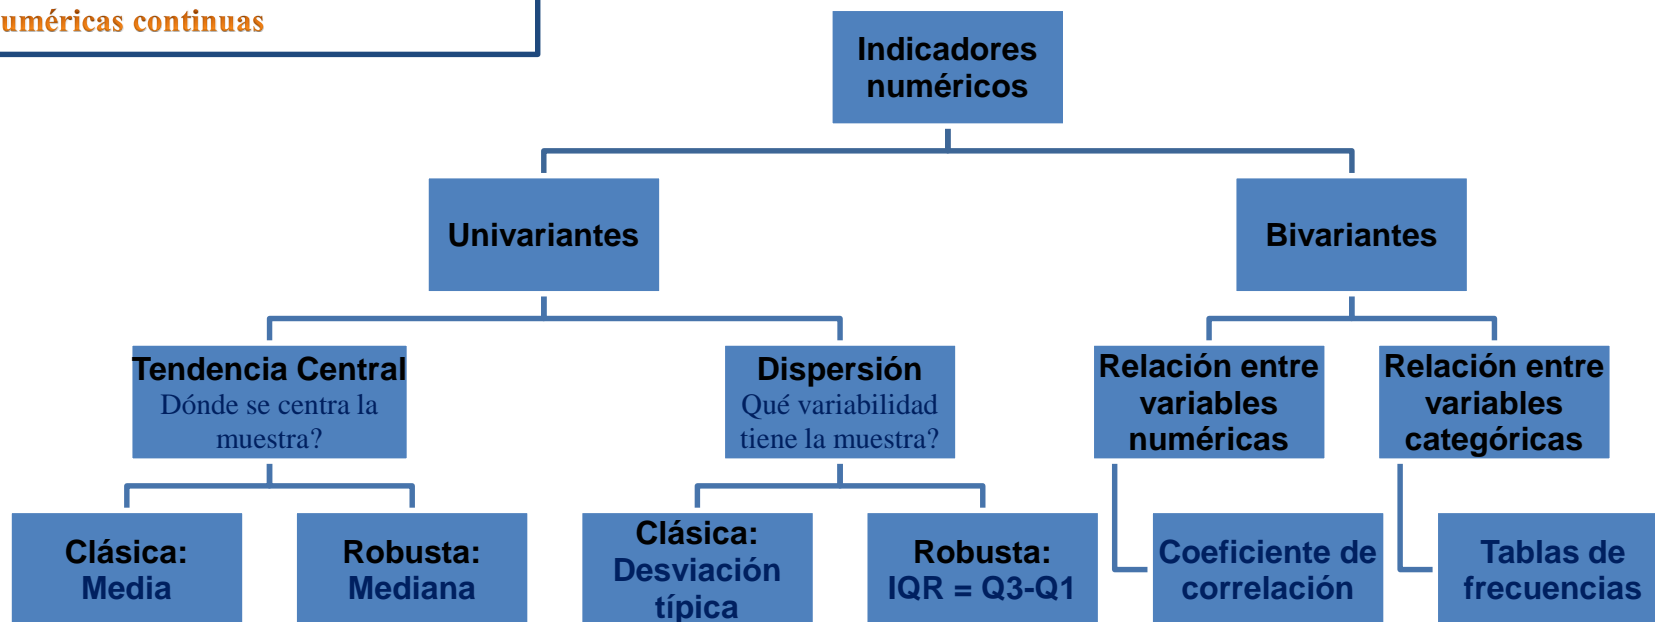 uméricas continuas
Indicadores
numéricos
Univariantes
Bivariantes
Tendencia Central
Dónde se centra la
muestra?
Dispersión
Qué variabilidad
tiene la muestra?
Relación entre
variables
numéricas
Relación entre
variables
categóricas
Clásica:
Media
Robusta:
Mediana
Clásica:
Desviación
típica
Robusta:
IQR = Q3-Q1
Coeficiente de
correlación
Tablas de
frecuencias